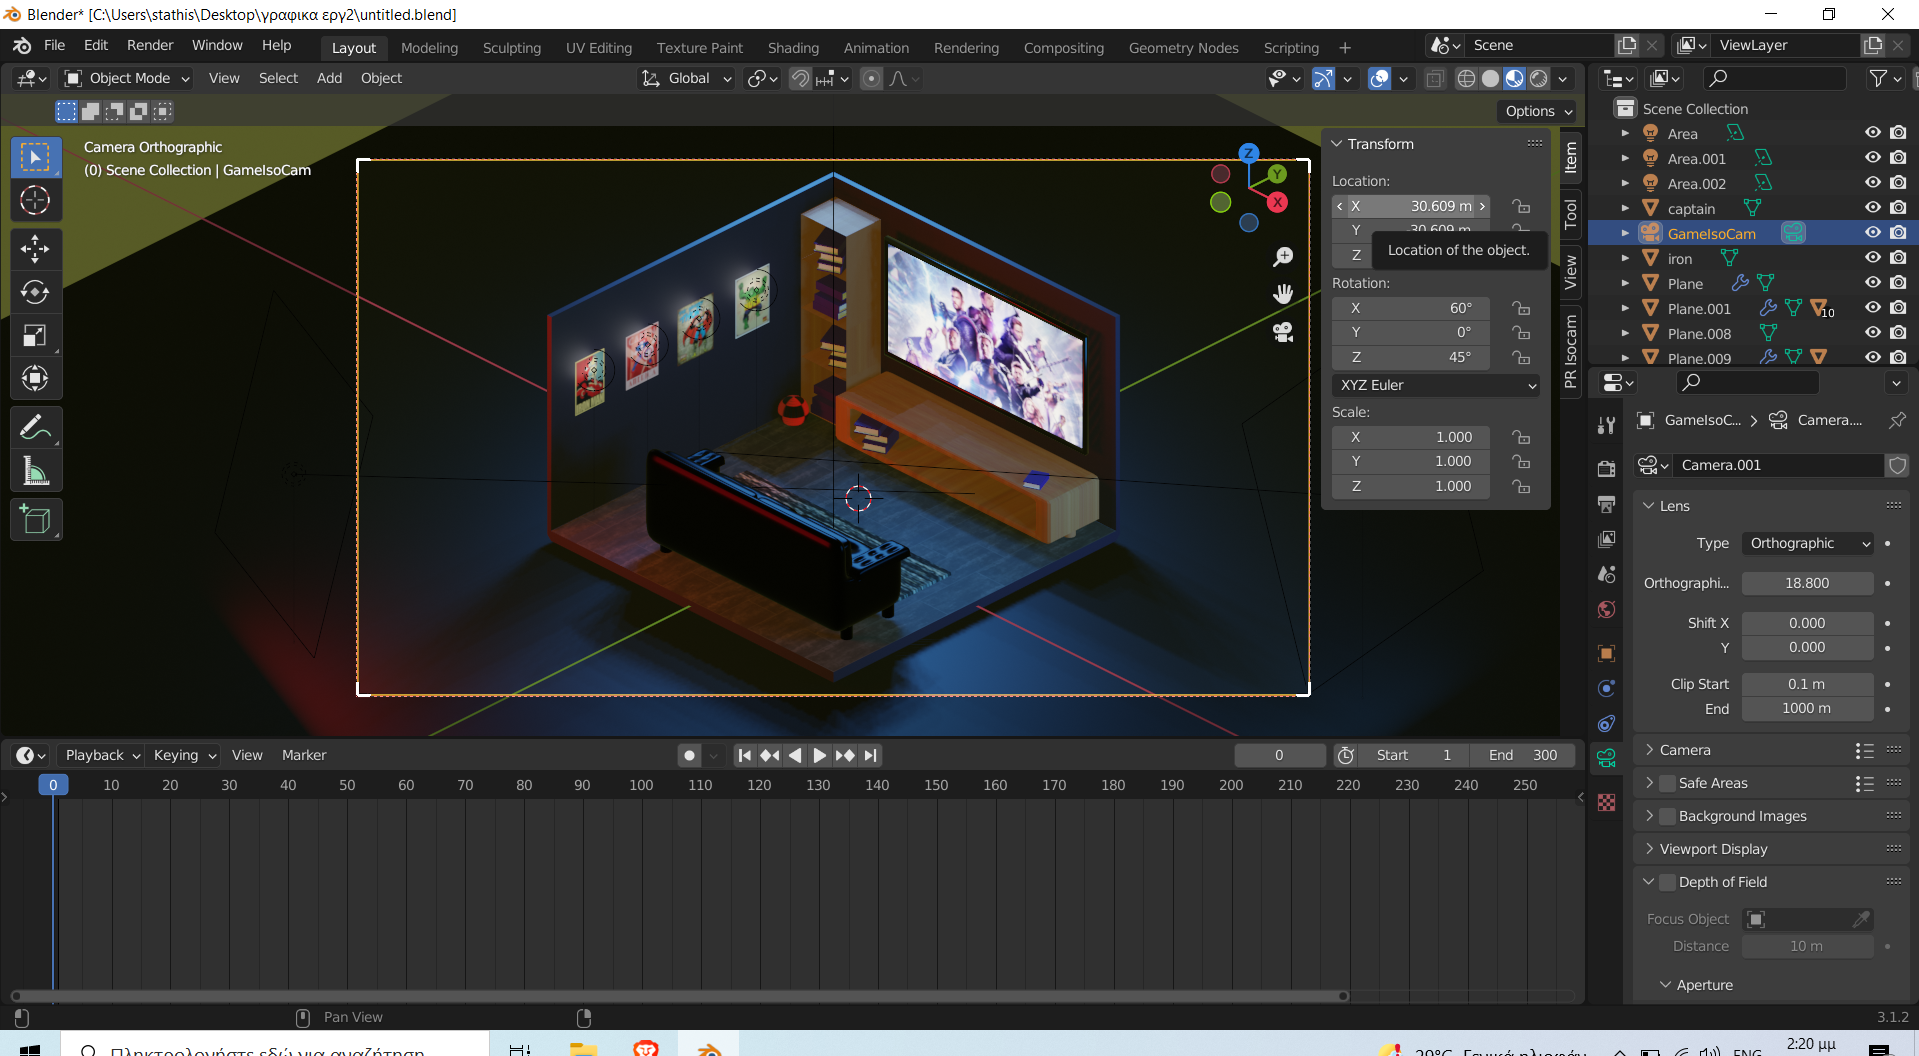 Blender* [C:\Users\stathis\Desktop\γραφικα εργ2\untitled.blend]
File Edit Render Window Help Layout Modeling Sculpting UV Editing Texture Paint Shading Animation Rendering Compositing Geometry Nodes Scripting + Scene ViewLayer
Object Mode View Select Add Object Global
Options
Camera Orthographic
(0) Scene Collection | GameIsoCam
Z
Y
X
Transform
Location:
X 30.609 m
Y -30.609 m
Z
Location of the object.
Rotation:
X 60°
Y 0°
Z 45°
XYZ Euler
Scale:
X 1.000
Y 1.000
Z 1.000
Item
Tool
View
PR Isocam
Scene Collection
Area
Area.001
Area.002
captain
GameIsoCam
iron
Plane
Plane.001 10
Plane.008
Plane.009
GameIsoC... Camera....
Camera.001
Lens
Type Orthographic
Orthographi... 18.800
Shift X 0.000
Y 0.000
Clip Start 0.1 m
End 1000 m
Camera
Safe Areas
Background Images
Viewport Display
Depth of Field
Focus Object
Distance 10 m
Aperture
Playback Keying View Marker 0 Start 1 End 300
0 10 20 30 40 50 60 70 80 90 100 110 120 130 140 150 160 170 180 190 200 210 220 230 240 250
Pan View
3.1.2
Πληκτρολογήστε εδώ για αναζήτηση
29°C Γενικά ηλιοφάν ENG 2:20 μμ